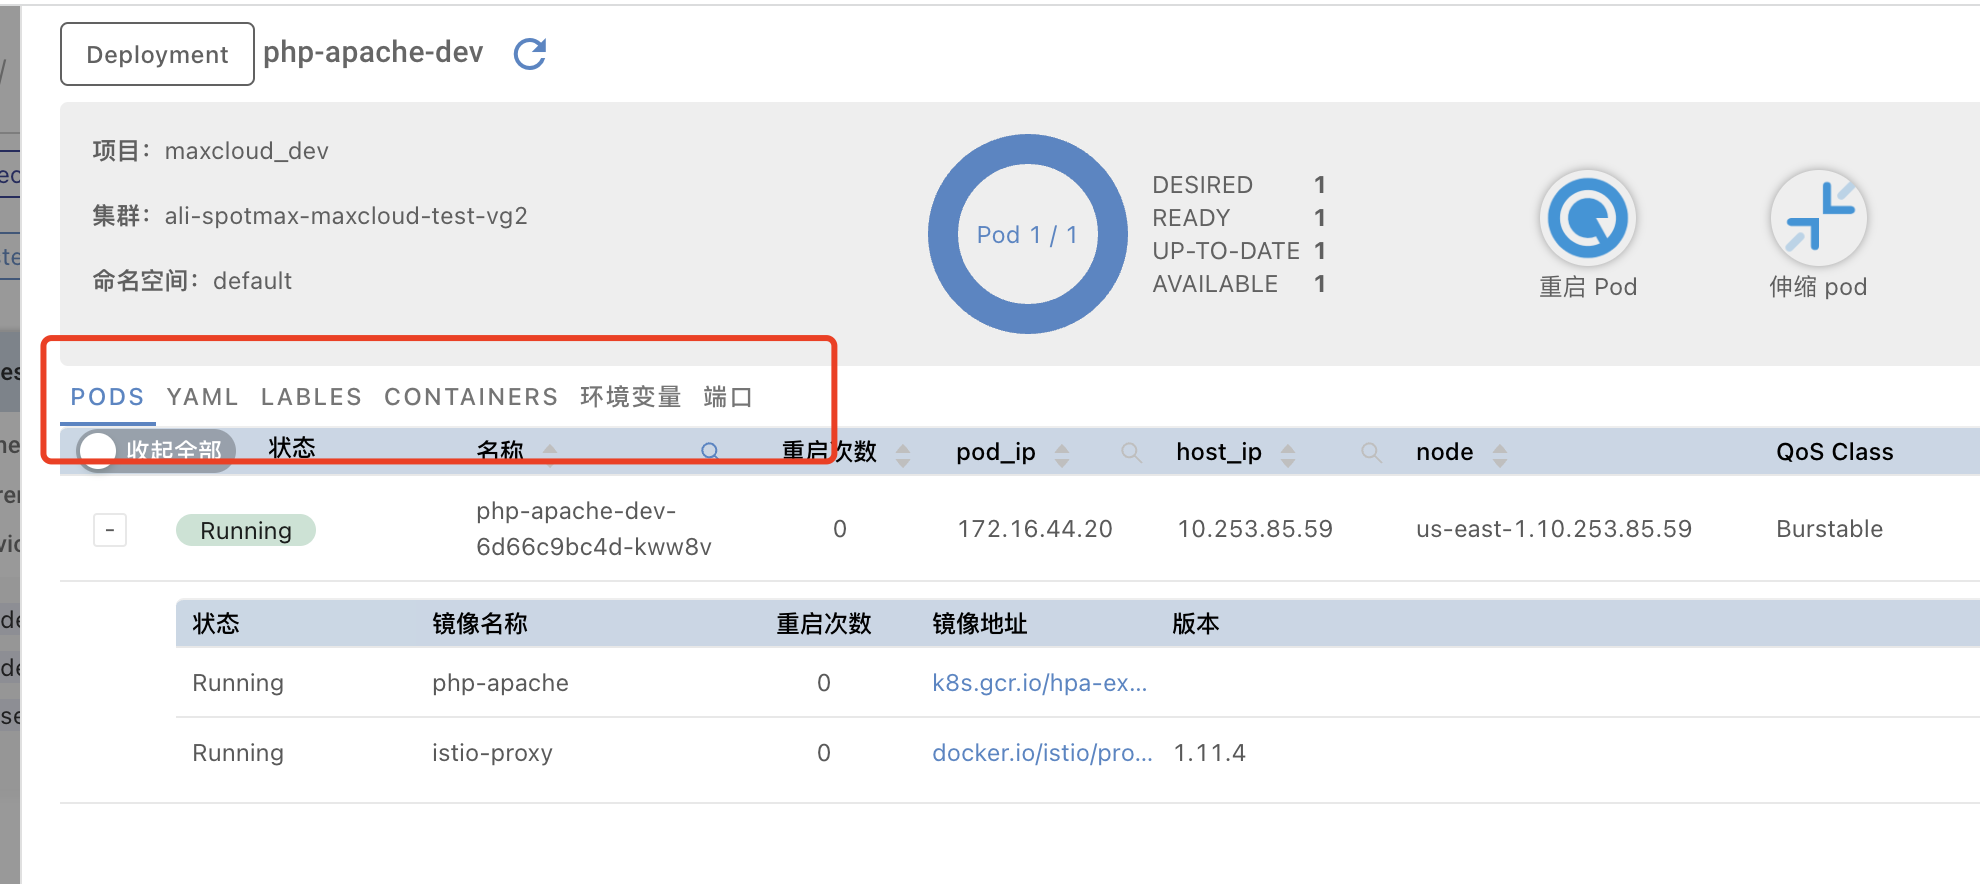 Deployment php-apache-dev
项目： maxcloud_dev
集群： ali-spotmax-maxcloud-test-vg2
命名空间： default
Pod 1 / 1
DESIRED 1
READY 1
UP-TO-DATE 1
AVAILABLE 1
重启 Pod
伸缩 pod
PODS YAML LABLES CONTAINERS 环境变量 端口
收起全部 状态 名称 重启次数 pod_ip host_ip node QoS Class
- Running php-apache-dev-
6d66c9bc4d-kww8v 0 172.16.44.20 10.253.85.59 us-east-1.10.253.85.59 Burstable
状态 镜像名称 重启次数 镜像地址 版本
Running php-apache 0 k8s.gcr.io/hpa-ex...
Running istio-proxy 0 docker.io/istio/pro... 1.11.4